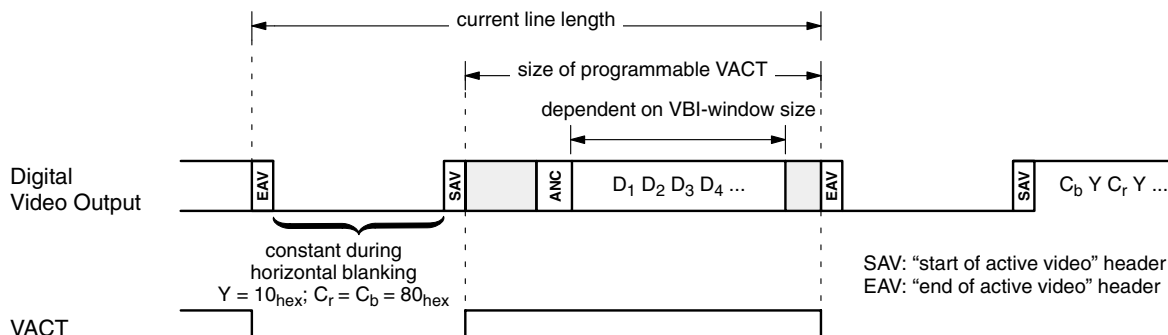 current line length
size of programmable VACT
dependent on VBI-window size
Digital
Video Output
EAV
SAV
ANC
D1 D2 D3 D4 ...
EAV
SAV
Cb Y Cr Y ...
constant during
horizontal blanking
Y = 10hex; Cr = Cb = 80hex
SAV: “start of active video” header
EAV: “end of active video” header
VACT